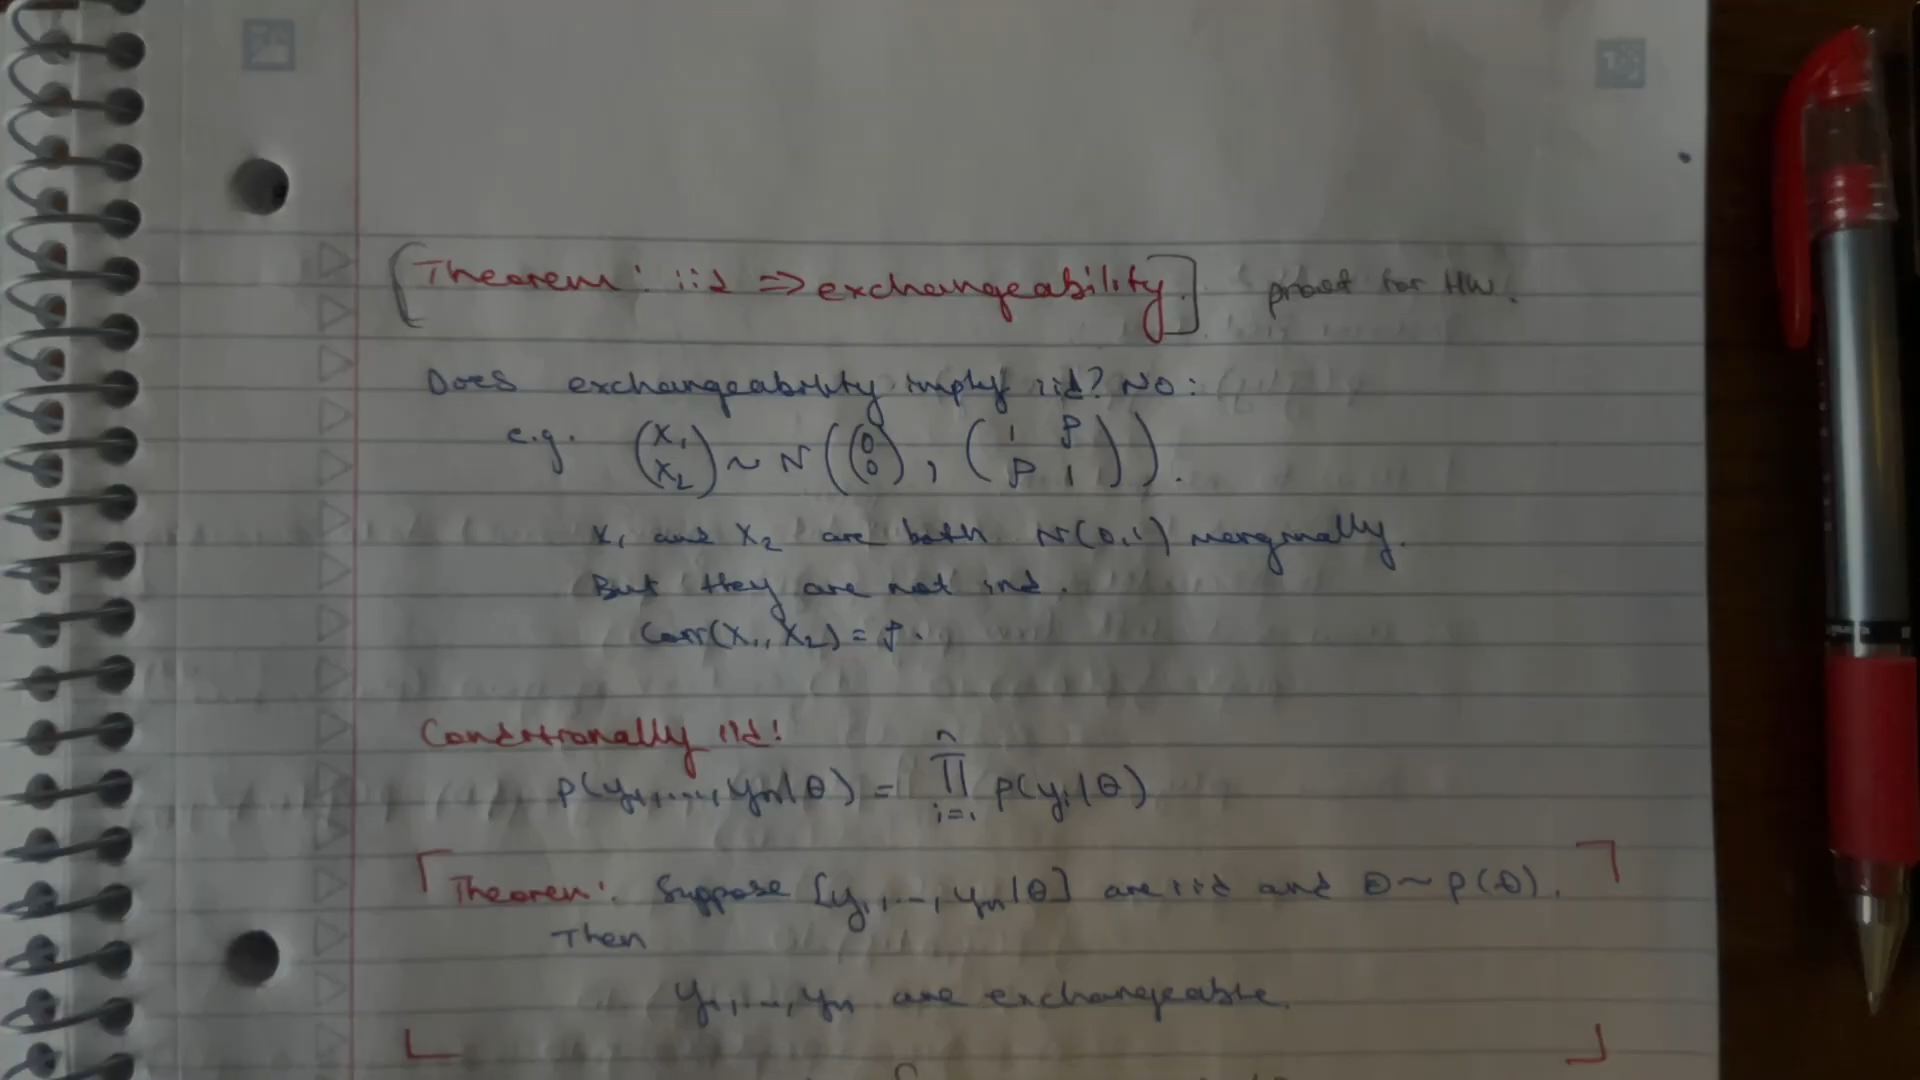 [Theorem: iid ⇒ exchangeability.] proof for HW.
Does exchangeability imply iid? No:
e.g. (X₁ X₂) ~ N((0 0), (1 ρ ρ 1)).
X₁ and X₂ are both N(0,1) marginally.
But they are not ind.
Corr(X₁, X₂) = ρ.
Conditionally iid:
p(y₁,...,yₙ|θ) = ∏ᵢ₌₁ⁿ p(yᵢ|θ)
Theorem: Suppose [y₁,...,yₙ|θ] are iid and θ ~ p(θ).
Then
y₁,...,yₙ are exchangeable.